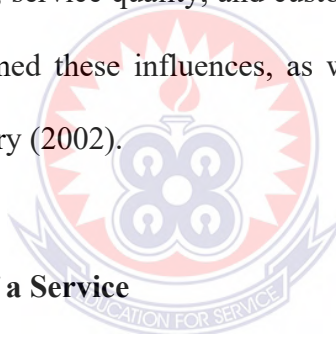 service quality, and custo
ned these influences, as w
ry (2002).
a Service
EDUCATION FOR SERVICE